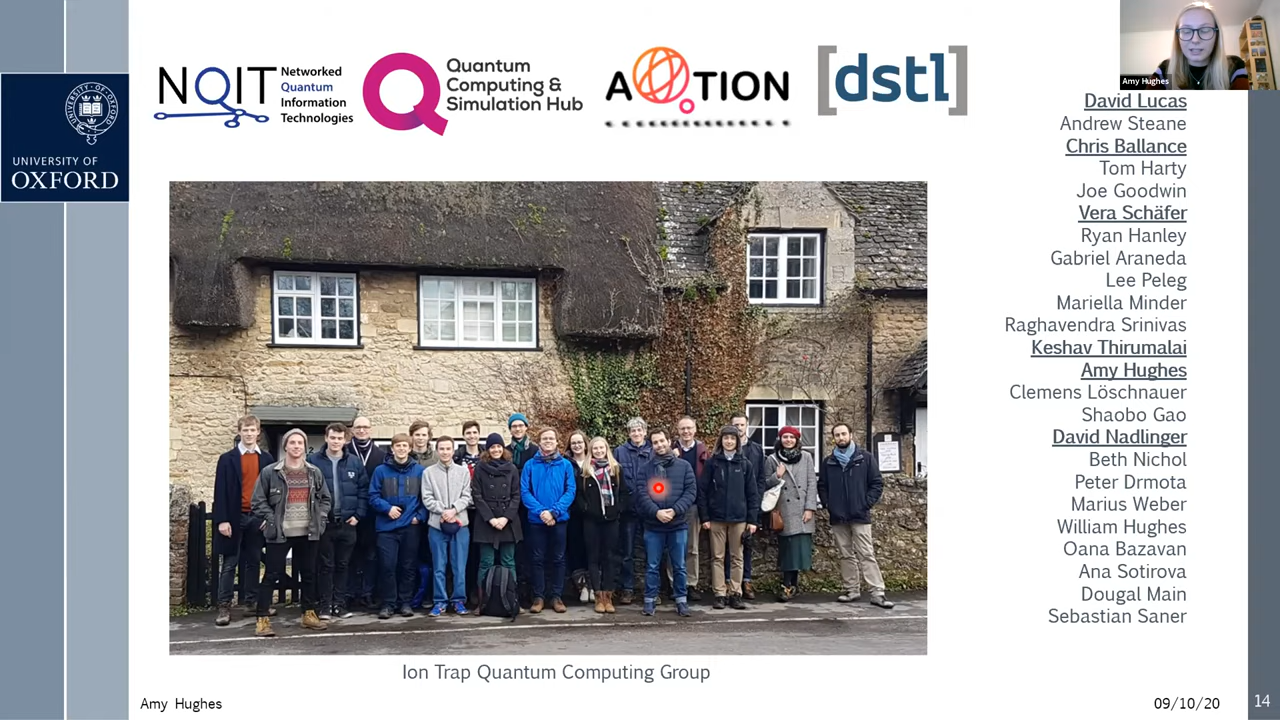 NQIT
Networked
Quantum
Information
Technologies
Quantum
Computing &
Simulation Hub
AQTION
[dstl]
Amy Hughes
UNIVERSITY OF
OXFORD
David Lucas
Andrew Steane
Chris Ballance
Tom Harty
Joe Goodwin
Vera Schäfer
Ryan Hanley
Gabriel Araneda
Lee Peleg
Mariella Minder
Raghavendra Srinivas
Keshav Thirumalai
Amy Hughes
Clemens Löschnauer
Shaobo Gao
David Nadlinger
Beth Nichol
Peter Drmota
Marius Weber
William Hughes
Oana Bazavan
Ana Sotirova
Dougal Main
Sebastian Saner
Ion Trap Quantum Computing Group
Amy Hughes
09/10/20
14